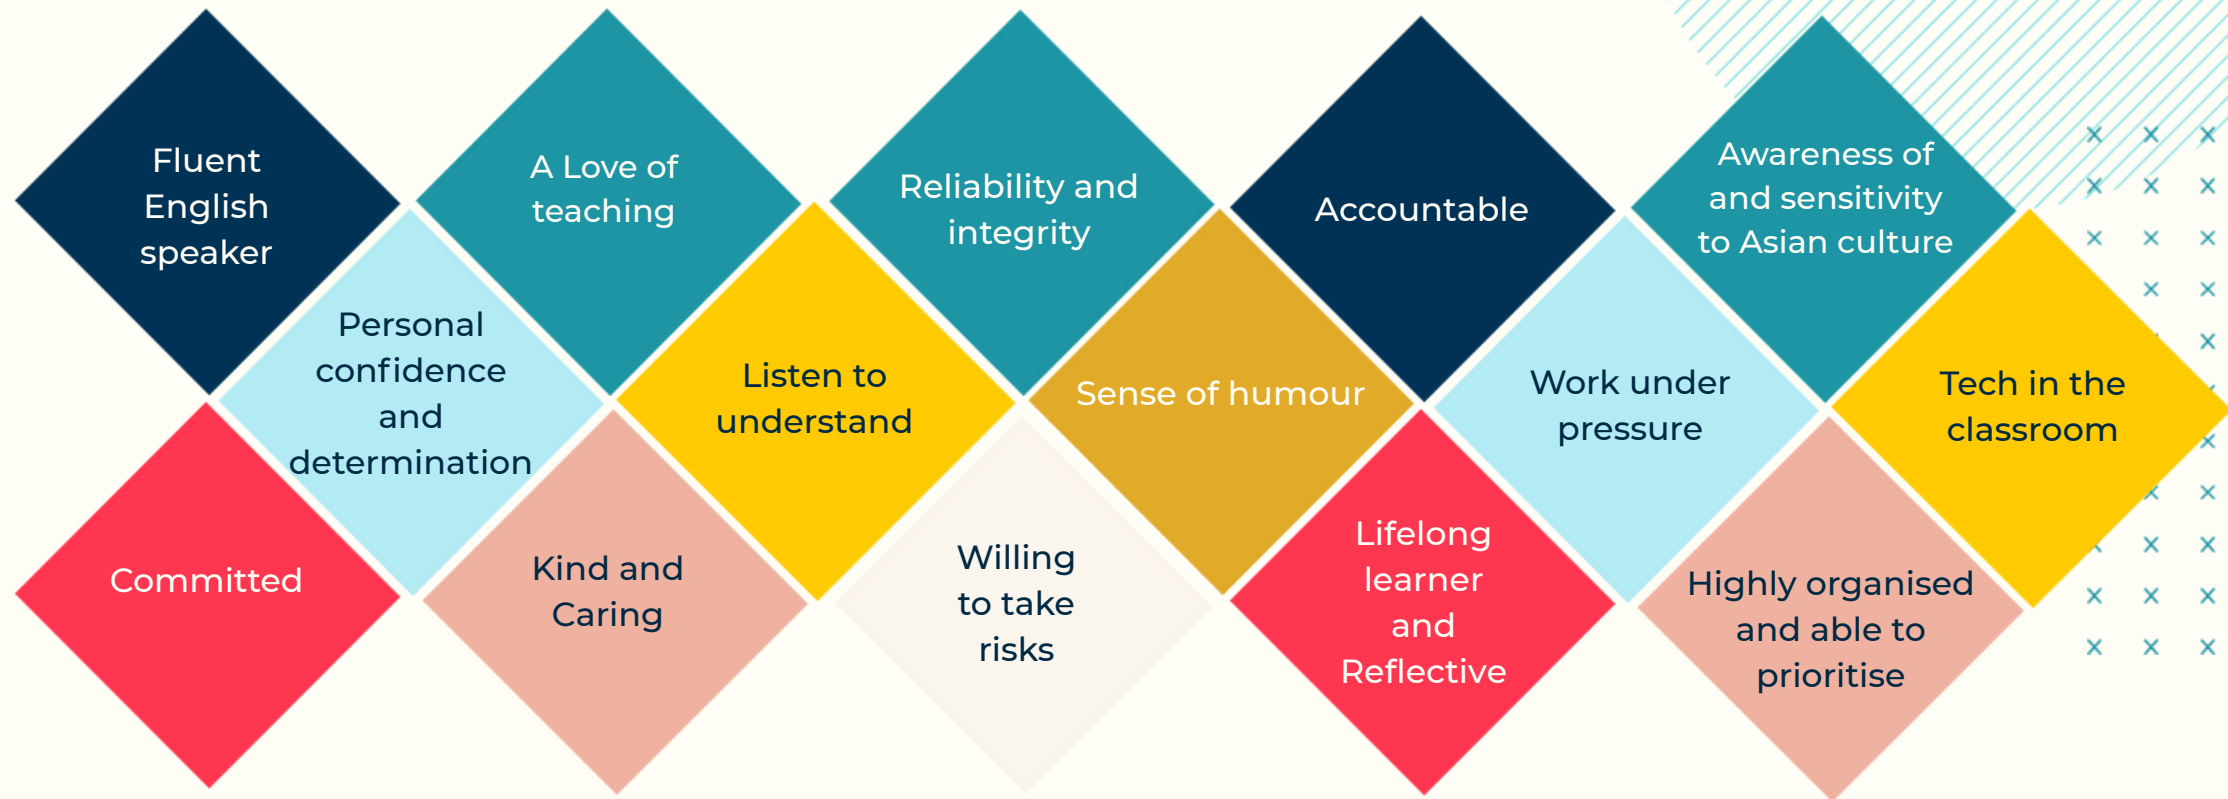 Fluent
English
speaker
A Love of
teaching
Reliability and
integrity
Accountable
Awareness of
and sensitivity
to Asian culture
Personal
confidence
and
determination
Listen to
understand
Sense of humour
Work under
pressure
Tech in the
classroom
Committed
Kind and
Caring
Willing
to take
risks
Lifelong
learner
and
Reflective
Highly organised
and able to
prioritise